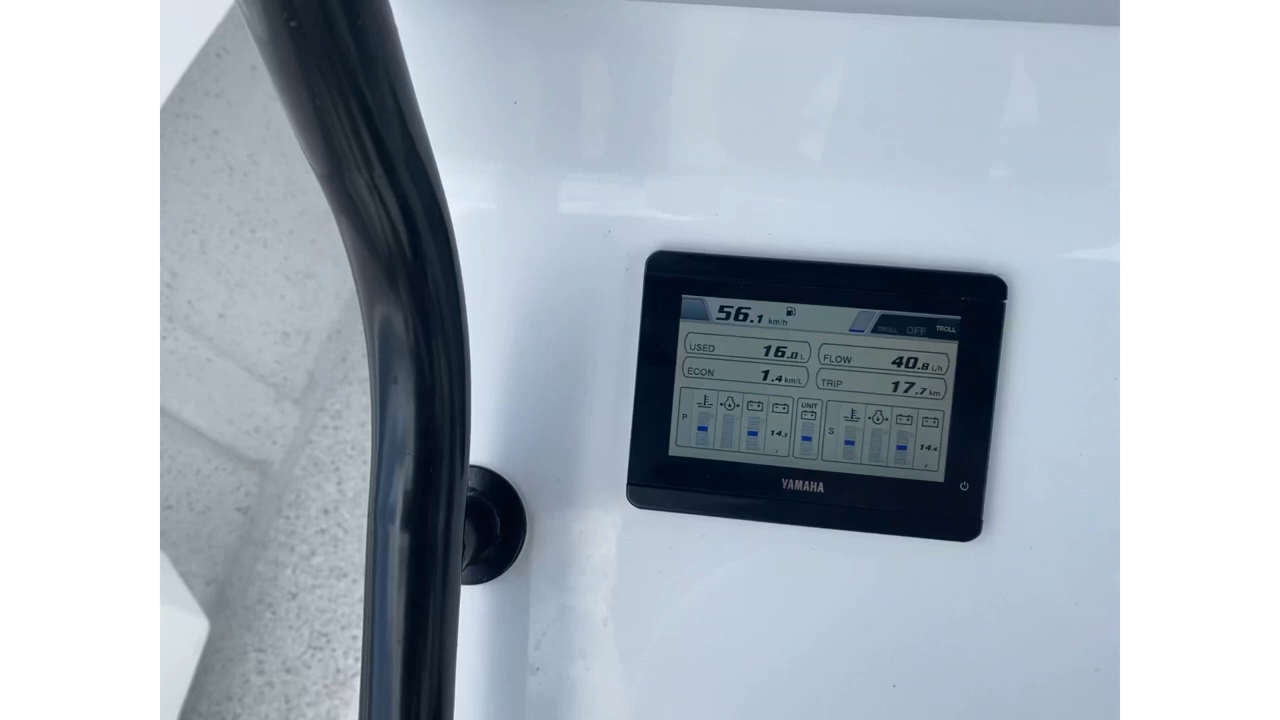 56.1 km/h
TROLL OFF TROLL
USED 16.0 L FLOW 40.8 L/h
ECON 1.4 km/L TRIP 17.7 km
UNIT
P S
14.3 14.4
YAMAHA